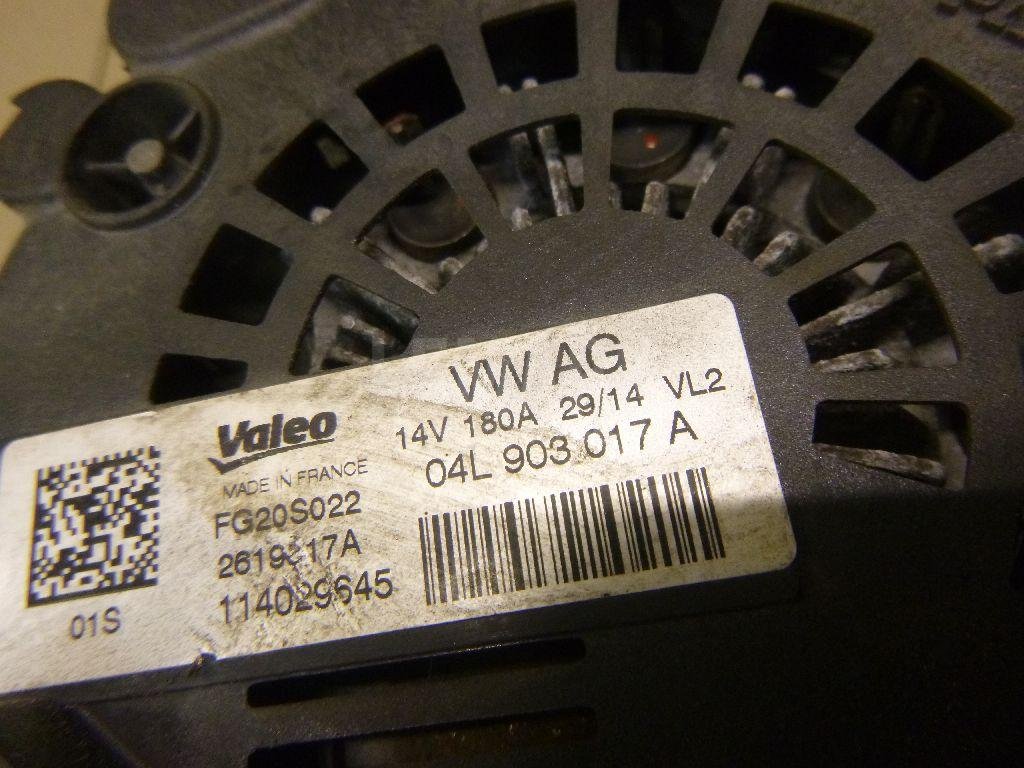 VW AG
Valeo
14V 180A 29/14 VL2
MADE IN FRANCE
04L 903 017 A
FG20S022
114029645
01S